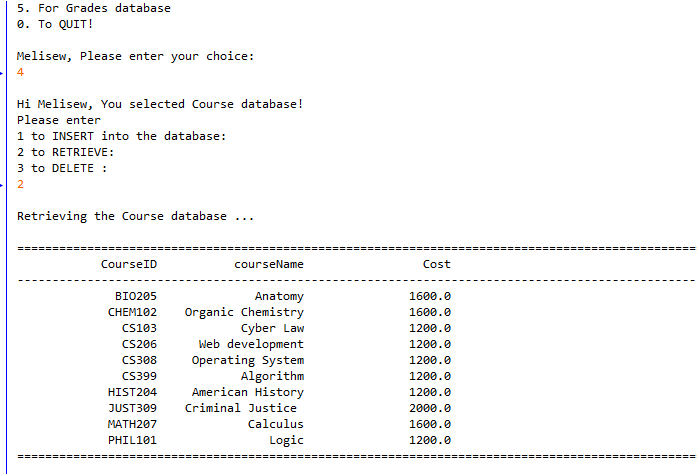 5. For Grades database
0. To QUIT!
Melisew, Please enter your choice:
4
Hi Melisew, You selected Course database!
Please enter
1 to INSERT into the database:
2 to RETRIEVE:
3 to DELETE :
2
Retrieving the Course database ...
=================================================================================================
CourseID courseName Cost
-------------------------------------------------------------------------------------------------
BIO205 Anatomy 1600.0
CHEM102 Organic Chemistry 1600.0
CS103 Cyber Law 1200.0
CS206 Web development 1200.0
CS308 Operating System 1200.0
CS399 Algorithm 1200.0
HIST204 American History 1200.0
JUST309 Criminal Justice 2000.0
MATH207 Calculus 1600.0
PHIL101 Logic 1200.0
=================================================================================================